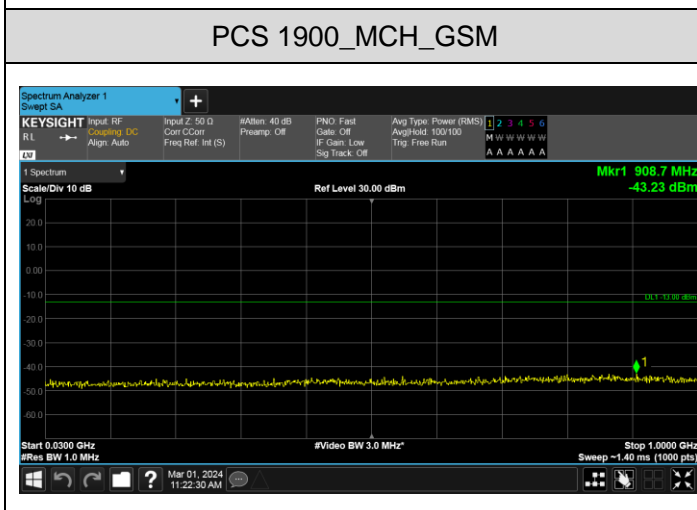 PCS 1900_MCH_GSM
Spectrum Analyzer 1
Swept SA
+
KEYSIGHT Input: RF Input Z: 50 Ω #Atten: 40 dB PNO: Fast Avg Type: Power (RMS) 1 2 3 4 5 6
RL Coupling: DC Corr CCorr Preamp: Off Gate: Off Avg|Hold: 100/100 M W W W W W
Align: Auto Freq Ref: Int (S) IF Gain: Low Trig: Free Run
LXI Sig Track: Off A A A A A A
1 Spectrum Mkr1 908.7 MHz
Scale/Div 10 dB Ref Level 30.00 dBm -43.23 dBm
Log
20.0
10.0
0.00
-10.0 DL1 -13.00 dBm
-20.0
-30.0
-40.0 1
-50.0
-60.0
Start 0.0300 GHz #Video BW 3.0 MHz* Stop 1.0000 GHz
#Res BW 1.0 MHz Sweep ~1.40 ms (1000 pts)
? Mar 01, 2024
11:22:30 AM